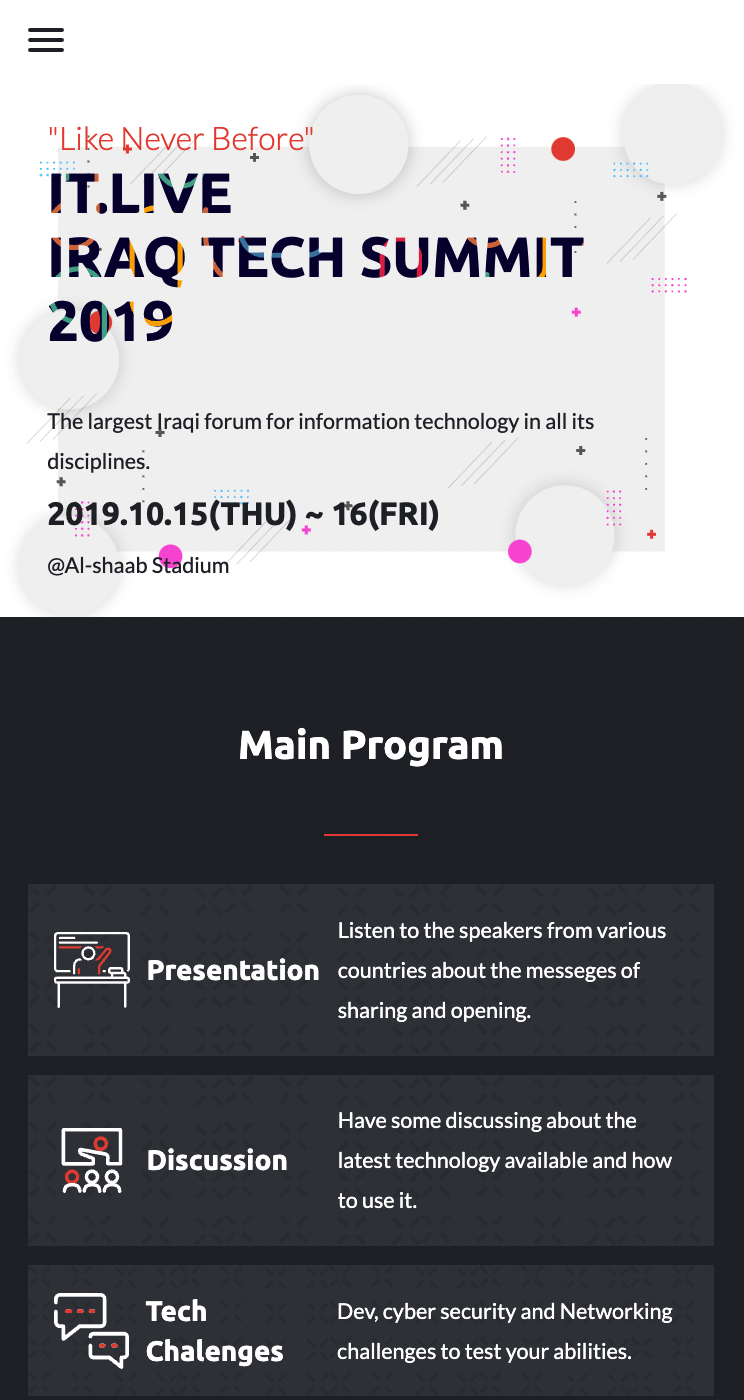 "Like Never Before"
IT.LIVE
IRAQ TECH SUMMIT
2019
The largest Iraqi forum for information technology in all its
disciplines.
2019.10.15(THU) ~ 16(FRI)
@Al-shaab Stadium
Main Program
Presentation
Listen to the speakers from various
countries about the messeges of
sharing and opening.
Discussion
Have some discussing about the
latest technology available and how
to use it.
Tech
Chalenges
Dev, cyber security and Networking
challenges to test your abilities.